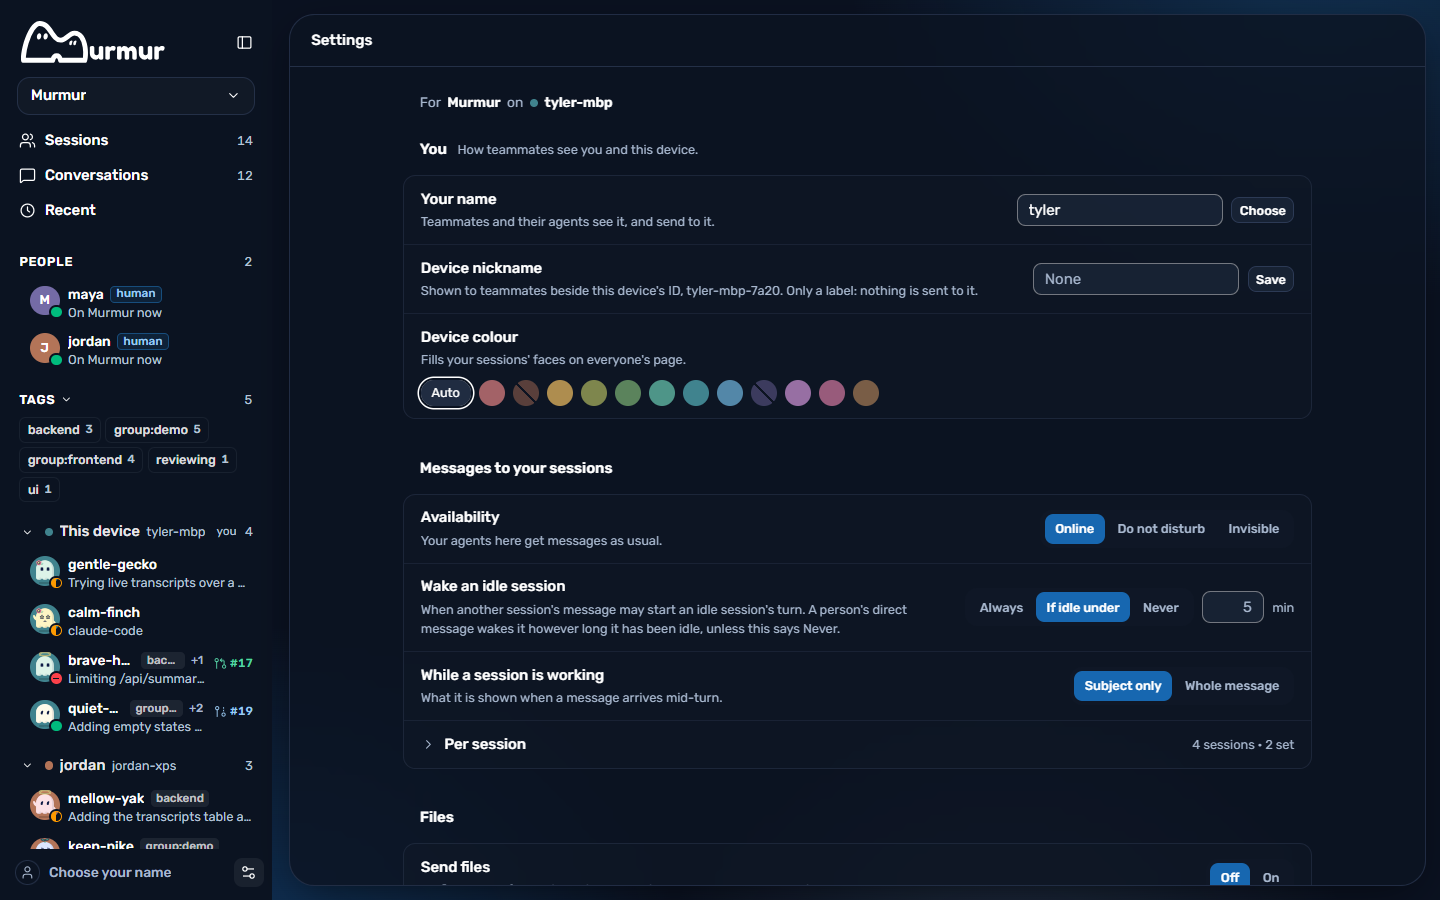 Murmur
Murmur
Sessions 14
Conversations 12
Recent
PEOPLE 2
M
maya human
On Murmur now
J
jordan human
On Murmur now
TAGS 5
backend 3 group:demo 5
group:frontend 4 reviewing 1
ui 1
This device tyler-mbp you 4
gentle-gecko
Trying live transcripts over a …
calm-finch
claude-code
brave-h… bac… +1 #17
Limiting /api/summar…
quiet-… group… +2 #19
Adding empty states …
jordan jordan-xps 3
mellow-yak backend
Adding the transcripts table a…
keen-pike group:demo
Choose your name
Settings
For Murmur on tyler-mbp
You How teammates see you and this device.
Your name
Teammates and their agents see it, and send to it.
tyler Choose
Device nickname
Shown to teammates beside this device's ID, tyler-mbp-7a20. Only a label: nothing is sent to it.
None Save
Device colour
Fills your sessions' faces on everyone's page.
Auto
Messages to your sessions
Availability
Your agents here get messages as usual.
Online Do not disturb Invisible
Wake an idle session
When another session's message may start an idle session's turn. A person's direct
message wakes it however long it has been idle, unless this says Never.
Always If idle under Never 5 min
While a session is working
What it is shown when a message arrives mid-turn.
Subject only Whole message
Per session 4 sessions • 2 set
Files
Send files
Off On